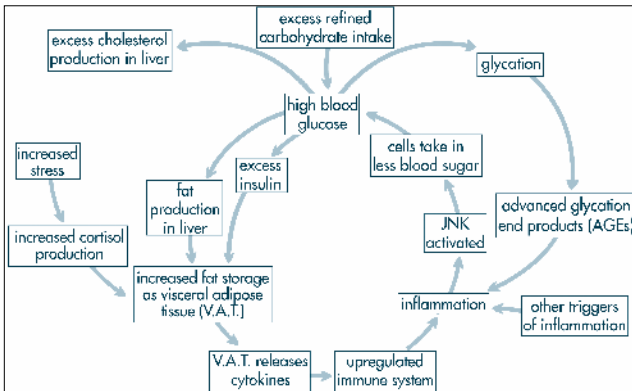 excess refined
carbohydrate intake
excess cholesterol
production in liver
glycation
high blood
glucose
increased
stress
excess
insulin
cells take in
less blood sugar
fat
production
in liver
JNK
activated
advanced glycation
end products (AGEs)
increased cortisol
production
increased fat storage
as visceral adipose
tissue (V.A.T.)
inflammation
other triggers
of inflammation
V.A.T. releases
cytokines
upregulated
immune system